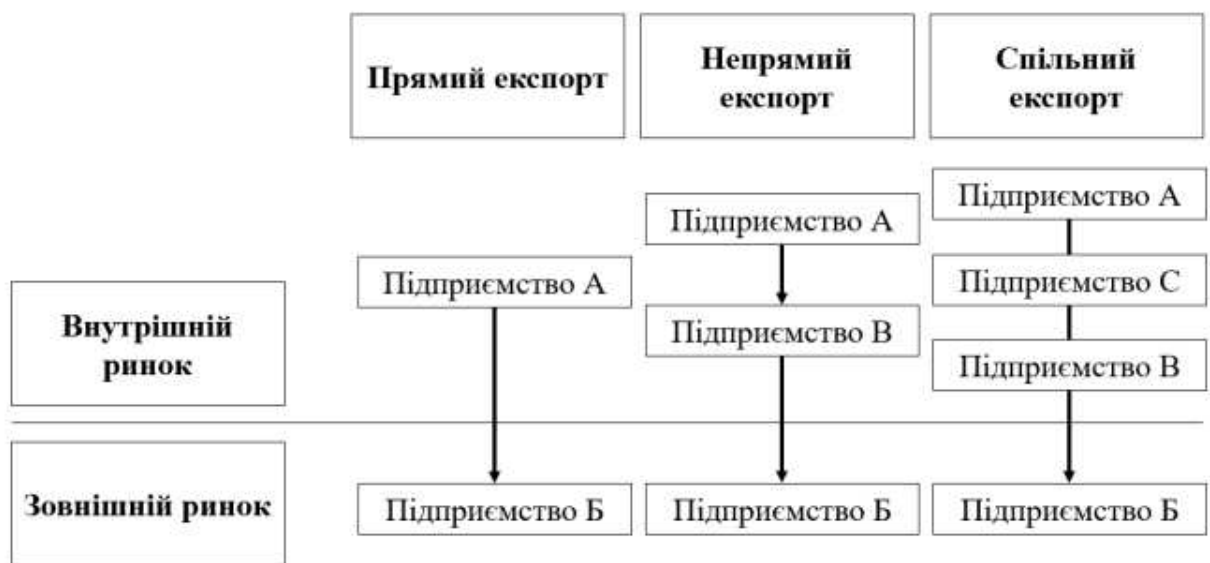 Прямий експорт
Непрямий
експорт
Спільний
експорт
Підприємство А
Підприємство А
Підприємство А
Підприємство С
Внутрішній
ринок
Підприємство В
Підприємство В
Зовнішній ринок
Підприємство Б
Підприємство Б
Підприємство Б